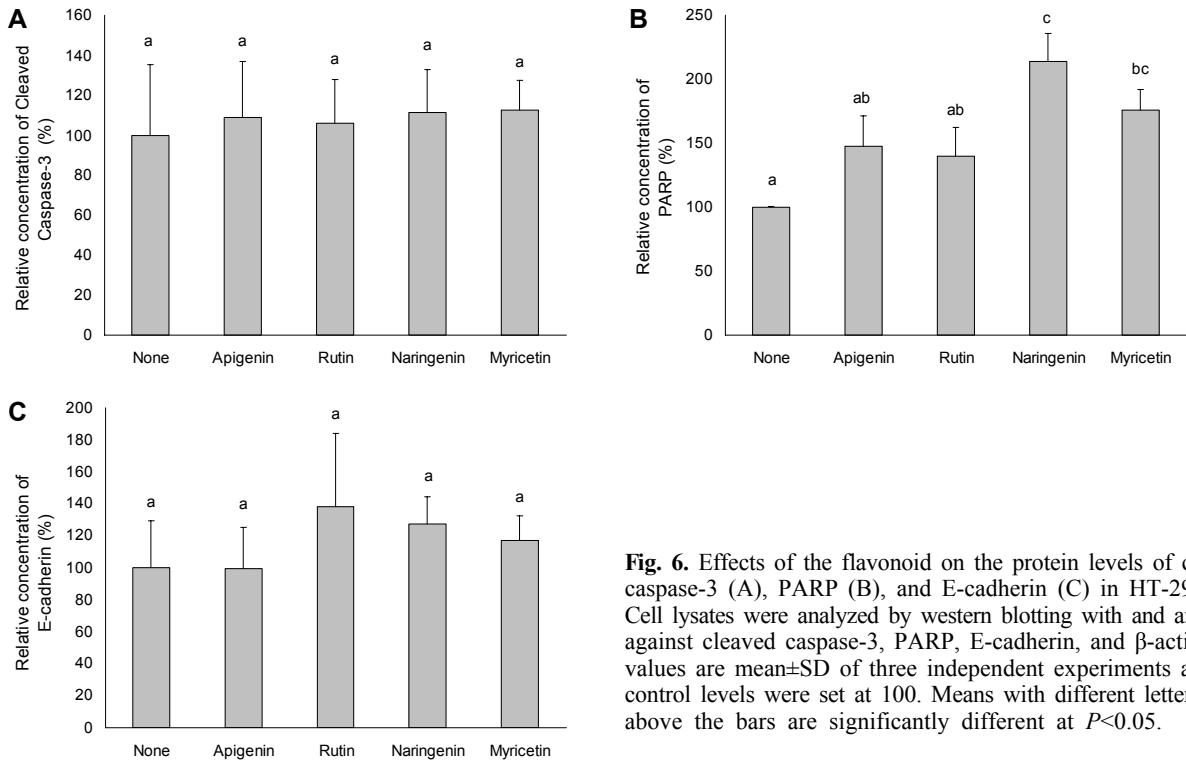 A
Relative concentration of Cleaved
Caspase-3 (%)
160
140
120
100
80
60
40
20
0
a
a
a
a
a
None
Apigenin
Rutin
Naringenin
Myricetin
B
Relative concentration of
PARP (%)
250
200
150
100
50
0
a
ab
ab
c
bc
None
Apigenin
Rutin
Naringenin
Myricetin
C
Relative concentration of
E-cadherin (%)
200
180
160
140
120
100
80
60
40
20
0
a
a
a
a
a
None
Apigenin
Rutin
Naringenin
Myricetin
Fig. 6. Effects of the flavonoid on the protein levels of
caspase-3 (A), PARP (B), and E-cadherin (C) in HT-29
Cell lysates were analyzed by western blotting with and
against cleaved caspase-3, PARP, E-cadherin, and
values are mean±SD of three independent experiments
control levels were set at 100. Means with different letter
above the bars are significantly different at P<0.05.